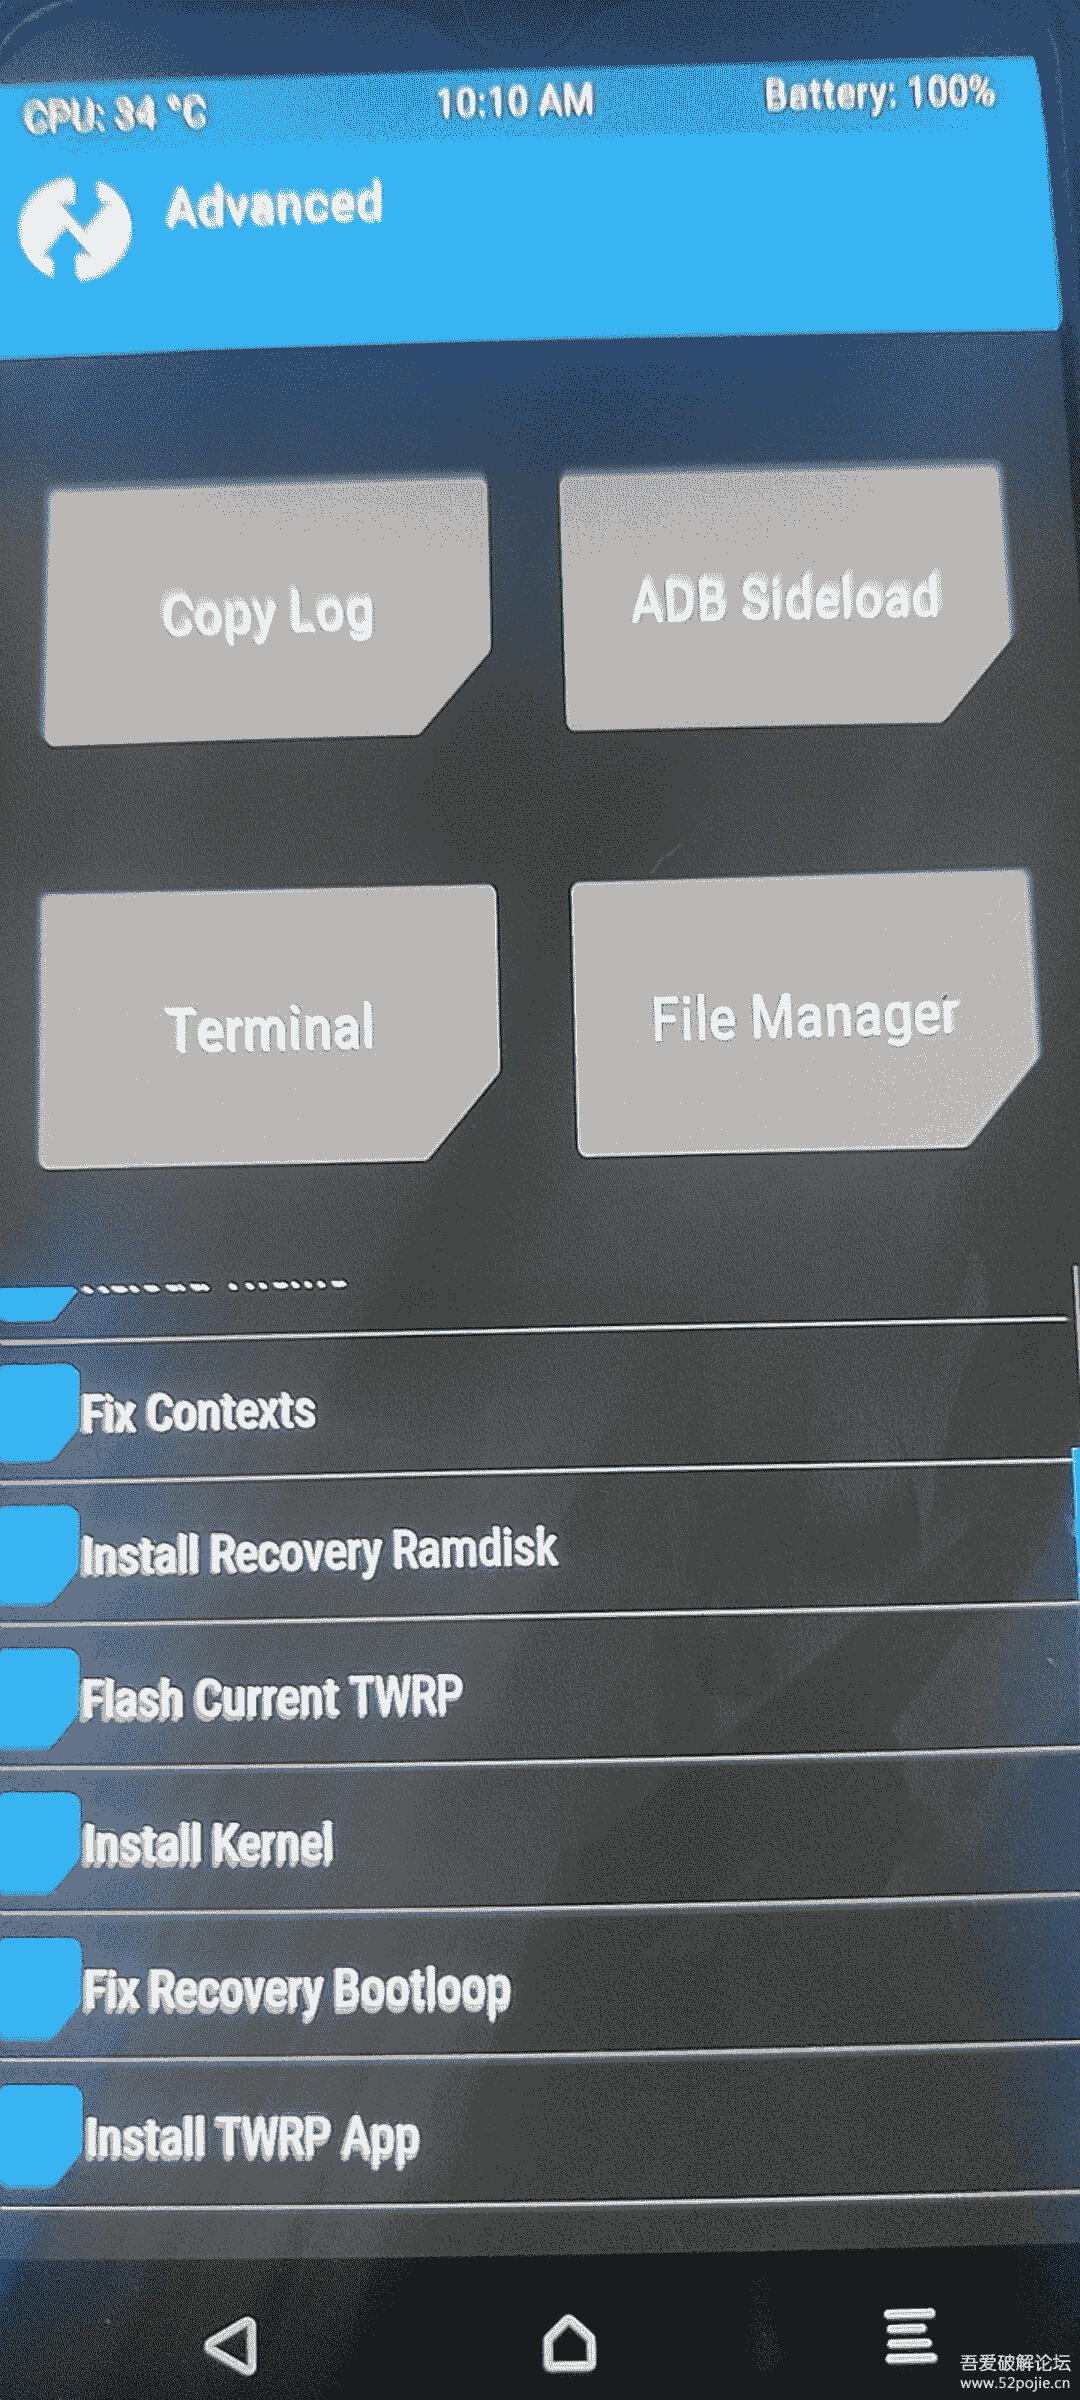 CPU: 34 °C
10:10 AM
Battery: 100%
Advanced
Copy Log
ADB Sideload
Terminal
File Manager
Fix Contexts
Install Recovery Ramdisk
Flash Current TWRP
Install Kernel
Fix Recovery Bootloop
Install TWRP App
吾爱破解论坛
www.52pojie.cn